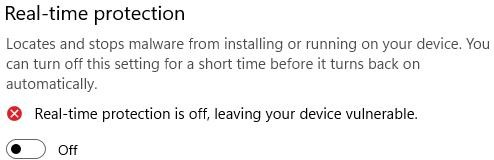 Real-time protection
Locates and stops malware from installing or running on your device. You
can turn off this setting for a short time before it turns back on
automatically.
Real-time protection is off, leaving your device vulnerable.
Off